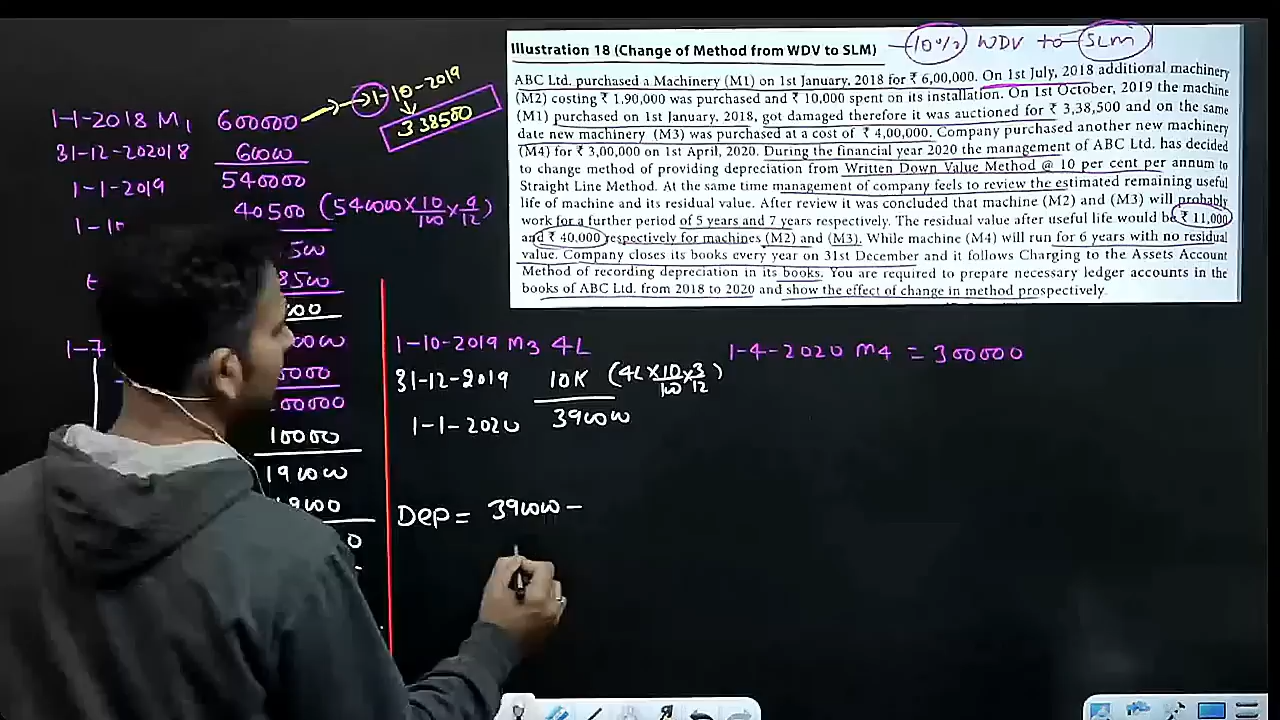 Illustration 18 (Change of Method from WDV to SLM) 10% WDV to SLM
ABC Ltd. purchased a Machinery (M1) on 1st January, 2018 for ₹ 6,00,000. On 1st July, 2018 additional machinery
(M2) costing ₹ 1,90,000 was purchased and ₹ 10,000 spent on its installation. On 1st October, 2019 the machine
(M1) purchased on 1st January, 2018, got damaged therefore it was auctioned for ₹ 3,38,500 and on the same
date new machinery (M3) was purchased at a cost of ₹ 4,00,000. Company purchased another new machinery
(M4) for ₹ 3,00,000 on 1st April, 2020. During the financial year 2020 the management of ABC Ltd. has decided
to change method of providing depreciation from Written Down Value Method @ 10 per cent per annum to
Straight Line Method. At the same time management of company feels to review the estimated remaining useful
life of machine and its residual value. After review it was concluded that machine (M2) and (M3) will probably
work for a further period of 5 years and 7 years respectively. The residual value after useful life would be ₹ 11,000
and ₹ 40,000 respectively for machines (M2) and (M3). While machine (M4) will run for 6 years with no residual
value. Company closes its books every year on 31st December and it follows Charging to the Assets Account
Method of recording depreciation in its books. You are required to prepare necessary ledger accounts in the
books of ABC Ltd. from 2018 to 2020 and show the effect of change in method prospectively.
1-1-2018 M1 600000 → 1-10-2019
338500
31-12-202018 60000
1-1-2019 540000
40500 (540000 × 10/100 × 9/12)
1-7
10000
190000
1-10-2019 M3 4L
31-12-2019 10K (4L × 10/100 × 3/12)
1-1-2020 390000
Dep = 390000 –
1-4-2020 M4 = 300000